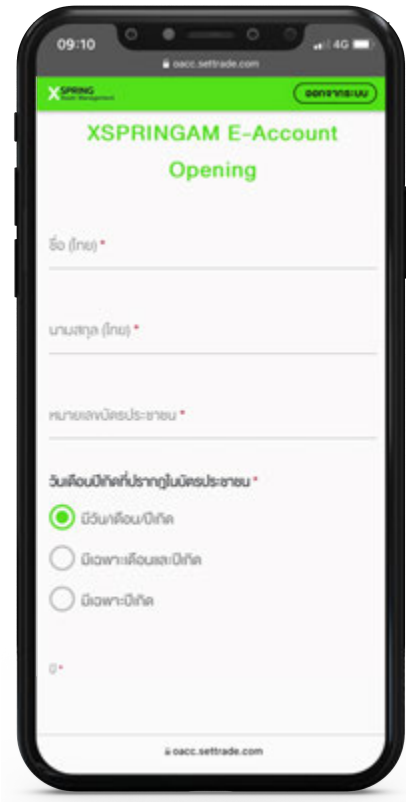 09:10
4G
oacc.settrade.com
XSPRING
Asset Management
ออกจากระบบ
XSPRINGAM E-Account
Opening
ชื่อ (ไทย) *
นามสกุล (ไทย) *
หมายเลขบัตรประชาชน *
วันเดือนปีเกิดที่ปรากฎในบัตรประชาชน *
มีวัน/เดือน/ปีเกิด
มีเฉพาะเดือนและปีเกิด
มีเฉพาะปีเกิด
ปี *
oacc.settrade.com